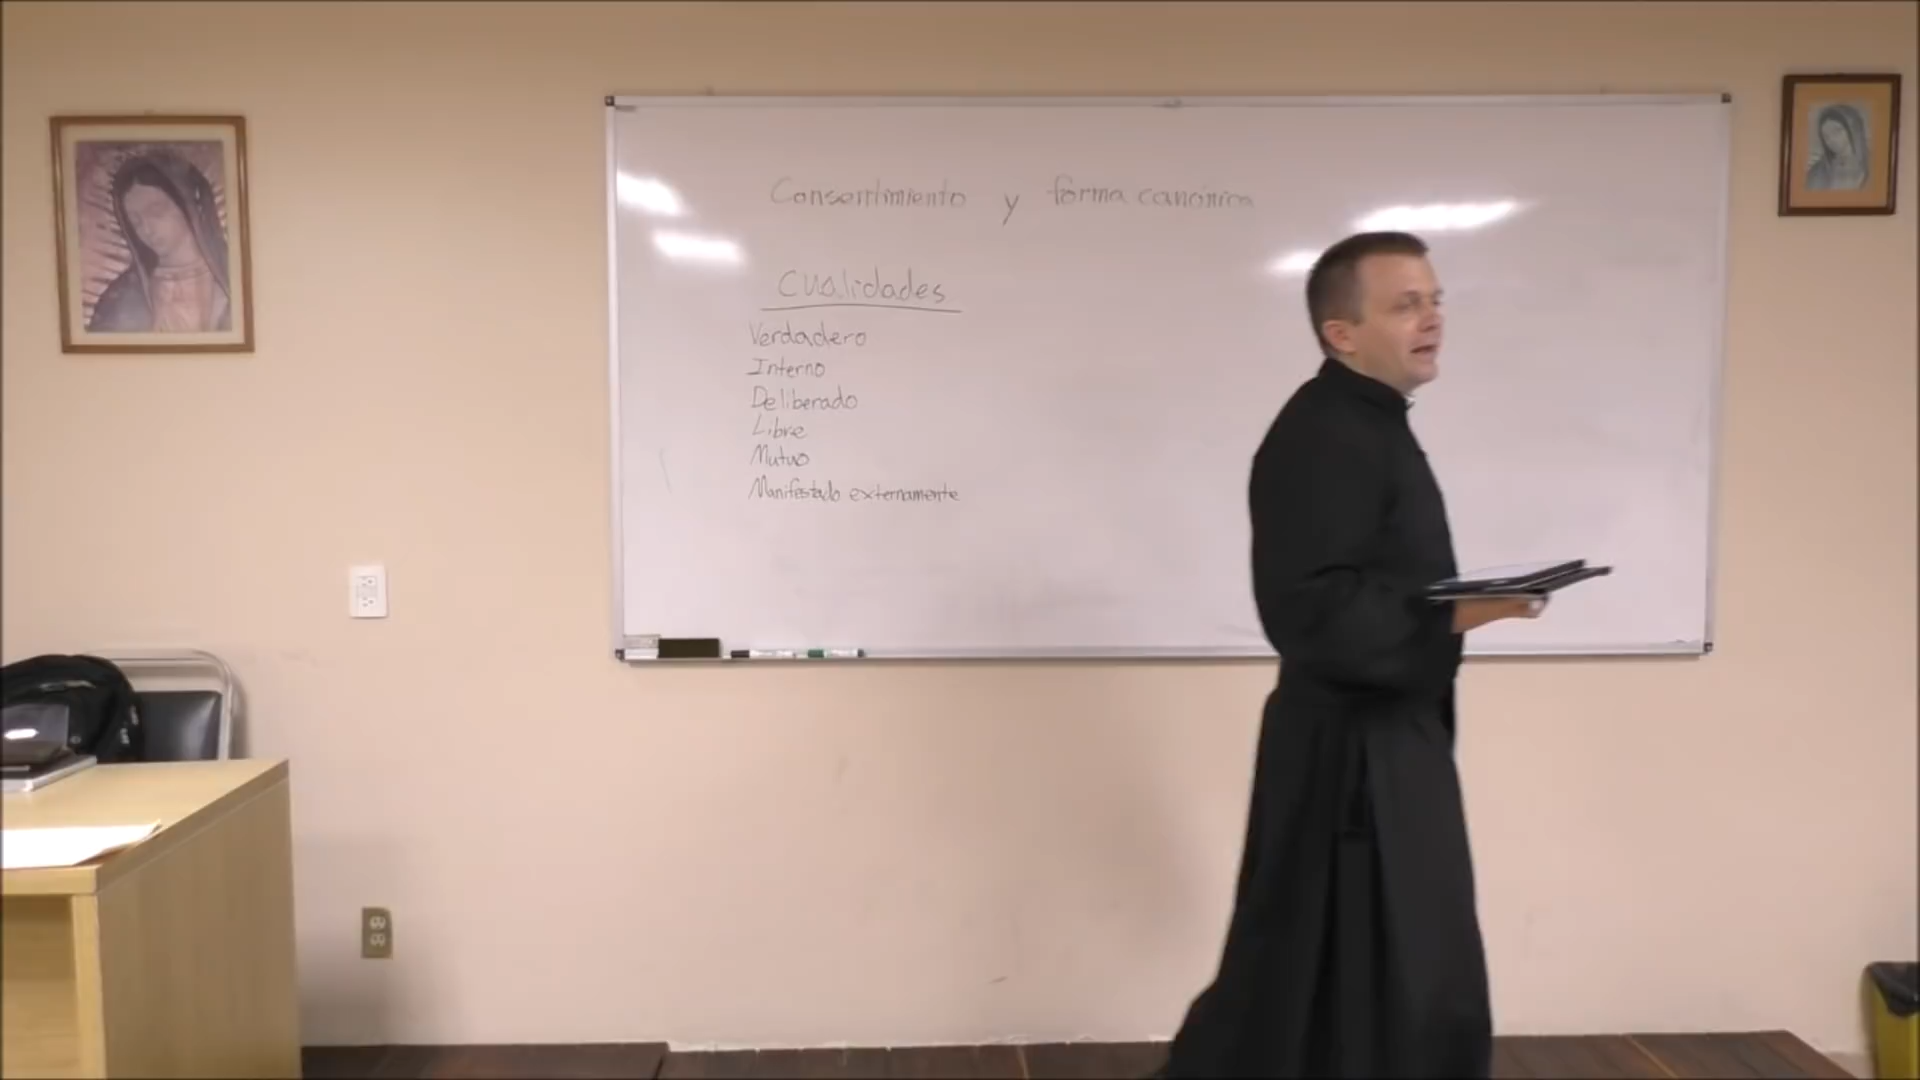 Consentimiento y forma canónica
Cualidades
Verdadero
Interno
Deliberado
Libre
Mutuo
Manifestado externamente